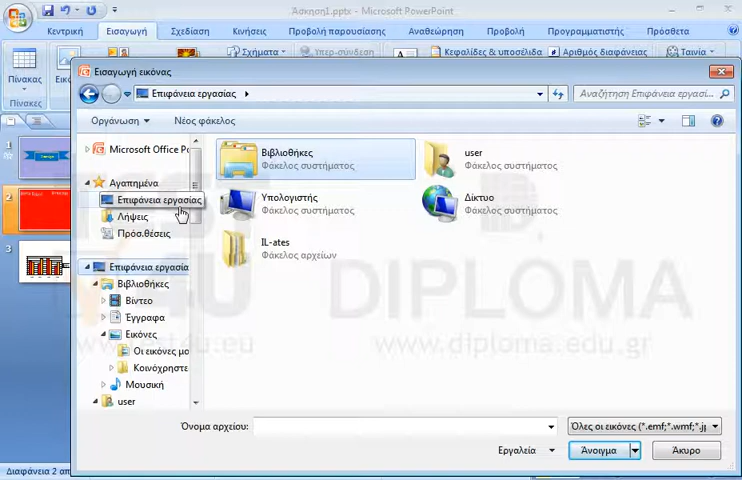 Άσκηση1.pptx - Microsoft PowerPoint
Κεντρική Εισαγωγή Σχεδίαση Κινήσεις Προβολή παρουσίασης Αναθεώρηση Προβολή Προγραμματιστής Πρόσθετα
Σχήματα Υπερ-σύνδεση Κεφαλίδες & υποσέλιδα Αριθμός διαφάνειας Ταινία
Πίνακας
Πίνακες
Εισαγωγή εικόνας
Επιφάνεια εργασίας
Αναζήτηση Επιφάνεια εργασί...
Οργάνωση Νέος φάκελος
Microsoft Office Po
Αγαπημένα
Επιφάνεια εργασίας
Λήψεις
Πρόσ.θέσεις
Επιφάνεια εργασία
Βιβλιοθήκες
Βίντεο
Έγγραφα
Εικόνες
Οι εικόνες μο
Κοινόχρηστε
Μουσική
user
Βιβλιοθήκες
Φάκελος συστήματος
user
Φάκελος συστήματος
Υπολογιστής
Φάκελος συστήματος
Δίκτυο
Φάκελος συστήματος
IL-ates
Φάκελος αρχείων
DIPLOMA
www.diploma.edu.gr
Όνομα αρχείου:
Όλες οι εικόνες (*.emf;*.wmf;*.jp
Εργαλεία Άνοιγμα Άκυρο
1
2
3
Διαφάνεια 2 απ